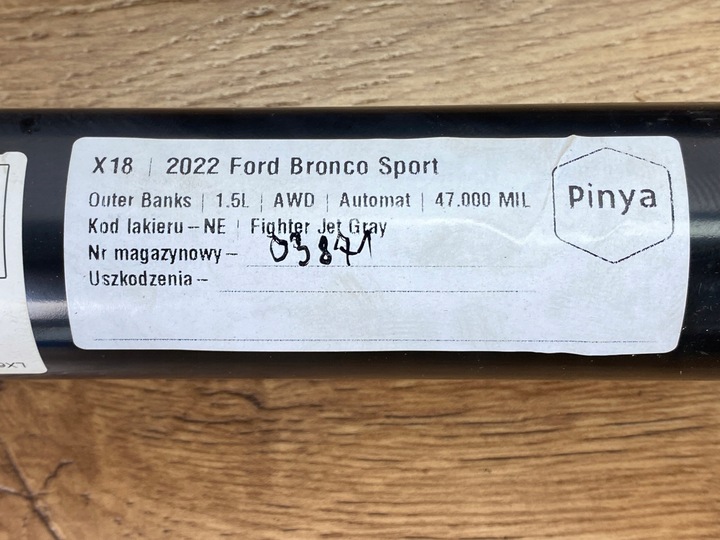 X18 | 2022 Ford Bronco Sport
Pinya
Outer Banks | 1.5L | AWD | Automat | 47.000 MIL
Kod lakieru – NE | Fighter Jet Gray
Nr magazynowy – 03871
Uszkodzenia –